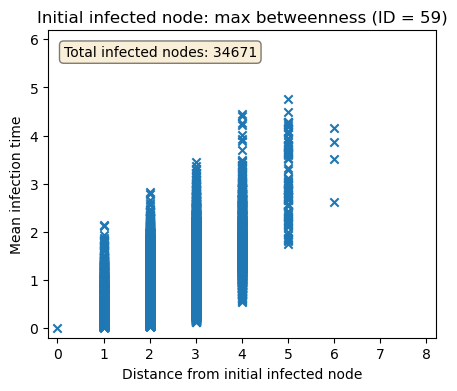 Initial infected node: max betweenness (ID = 59)
Total infected nodes: 34671
Mean infection time
6
5
4
3
2
1
0
0 1 2 3 4 5 6 7 8
Distance from initial infected node